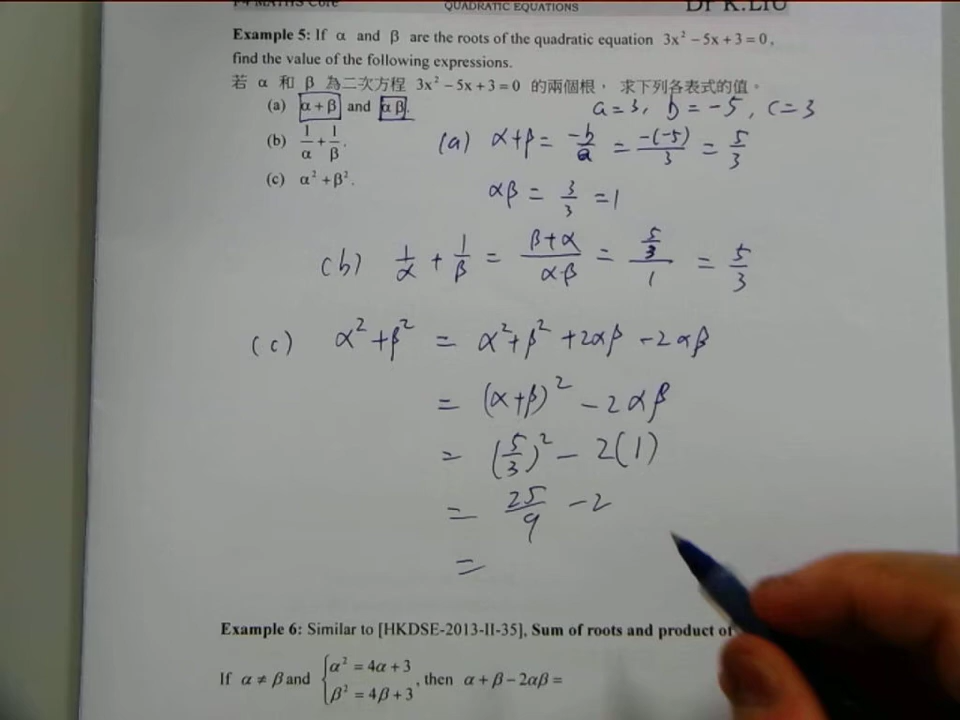 QUADRATIC EQUATIONS
Example 5: If α and β are the roots of the quadratic equation 3x² − 5x + 3 = 0,
find the value of the following expressions.
若 α 和 β 為二次方程 3x² − 5x + 3 = 0 的兩個根， 求下列各表式的值。
a = 3, b = −5, c = 3
(a) α + β and αβ.
(a) α+β = -b/a = -(-5)/3 = 5/3
(b) 1/α + 1/β.
αβ = 3/3 = 1
(c) α² + β².
(b) 1/α + 1/β = β+α/αβ = 5/3/1 = 5/3
(c) α² + β² = α² + β² + 2αβ − 2αβ
= (α+β)² − 2αβ
= (5/3)² − 2(1)
= 25/9 − 2
=
Example 6: Similar to [HKDSE-2013-II-35], Sum of roots and product of
If α ≠ β and { α² = 4α + 3
β² = 4β + 3 , then α + β − 2αβ =